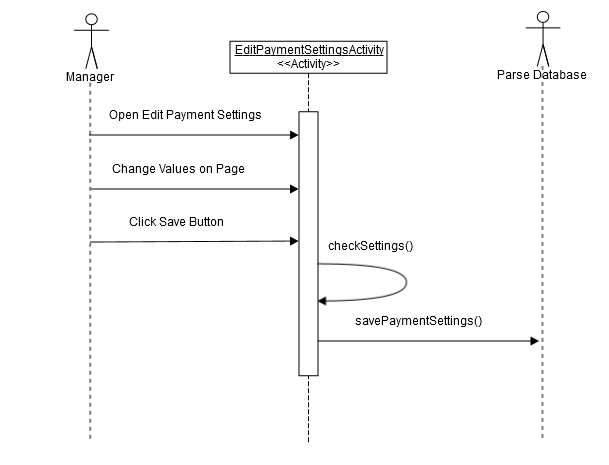 EditPaymentSettingsActivity
<<Activity>>
Manager
Parse Database
Open Edit Payment Settings
Change Values on Page
Click Save Button
checkSettings()
savePaymentSettings()